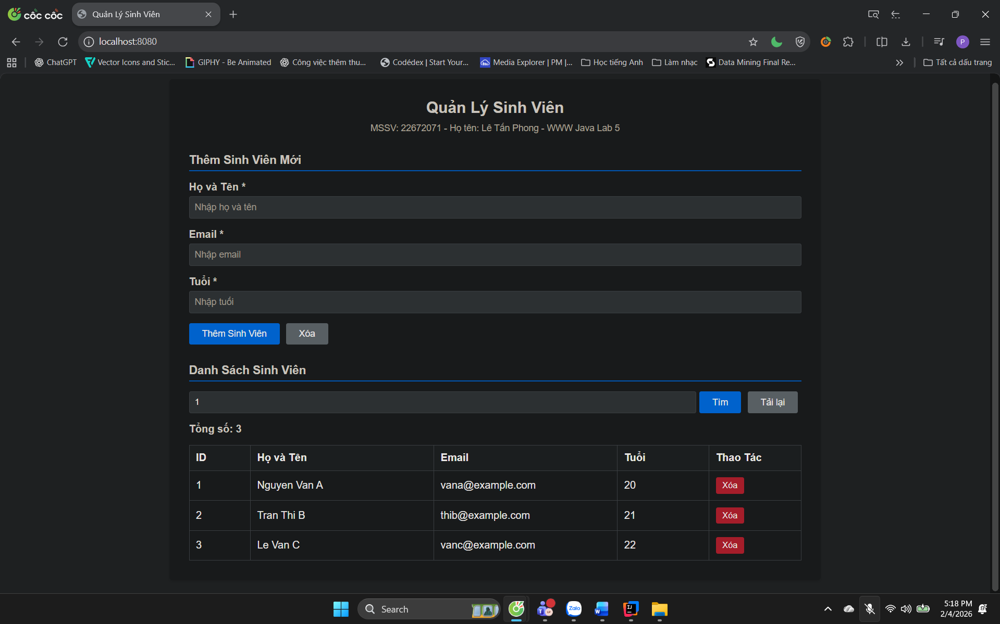 cốc cốc
Quản Lý Sinh Viên
localhost:8080
P
ChatGPT
Vector Icons and Stic...
GIPHY - Be Animated
Công việc thêm thu...
Codédex | Start Your...
Media Explorer | PM |...
Học tiếng Anh
Làm nhạc
Data Mining Final Re...
Tất cả dấu trang
Quản Lý Sinh Viên
MSSV: 22672071 - Họ tên: Lê Tấn Phong - WWW Java Lab 5
Thêm Sinh Viên Mới
Họ và Tên *
Nhập họ và tên
Email *
Nhập email
Tuổi *
Nhập tuổi
Thêm Sinh Viên
Xóa
Danh Sách Sinh Viên
1
Tìm
Tải lại
Tổng số: 3
ID Họ và Tên Email Tuổi Thao Tác
1 Nguyen Van A vana@example.com 20 Xóa
2 Tran Thi B thib@example.com 21 Xóa
3 Le Van C vanc@example.com 22 Xóa
Search
Zalo
5:18 PM
2/4/2026